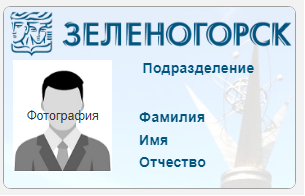 ЗЕЛЕНОГОРСК
Подразделение
Фотография
Фамилия
Имя
Отчество